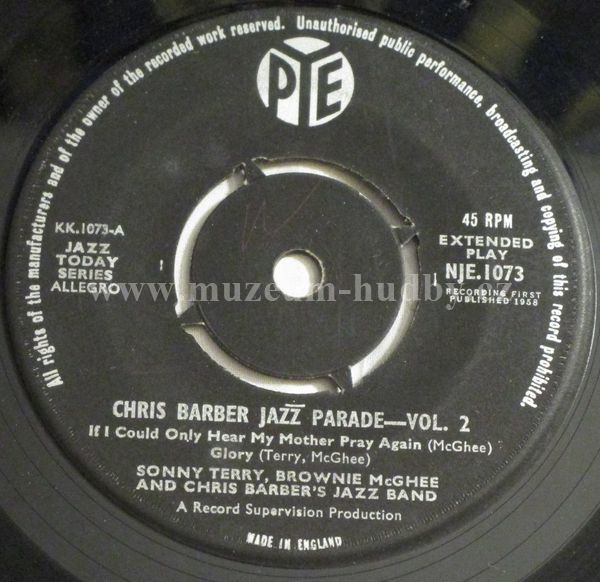 All rights of the manufacturers and of the owner of the recorded work reserved. Unauthorised public performance, broadcasting and copying of this record prohibited.
PYE
KK.1073-A
JAZZ
TODAY
SERIES
ALLEGRO
45 RPM
EXTENDED
PLAY
NJE.1073
RECORDING FIRST
PUBLISHED 1958
www.muzeum-hudby.cz
CHRIS BARBER JAZZ PARADE—VOL. 2
If I Could Only Hear My Mother Pray Again (McGhee)
Glory (Terry, McGhee)
SONNY TERRY, BROWNIE McGHEE
AND CHRIS BARBER'S JAZZ BAND
A Record Supervision Production
MADE IN ENGLAND